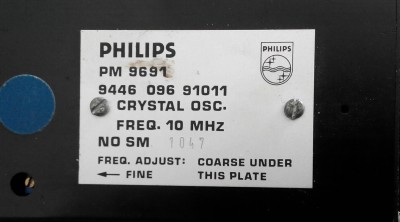 PHILIPS
PHILIPS
PM 9691
9446 096 91011
CRYSTAL OSC.
FREQ. 10 MHz
NO SM 1047
FREQ. ADJUST: COARSE UNDER
← FINE THIS PLATE